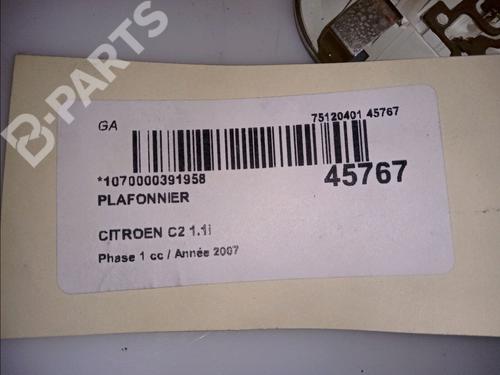 B-PARTS
GA
75120401 45767
*1070000391958
45767
PLAFONNIER
CITROEN C2 1.1i
Phase 1 cc / Année 2007